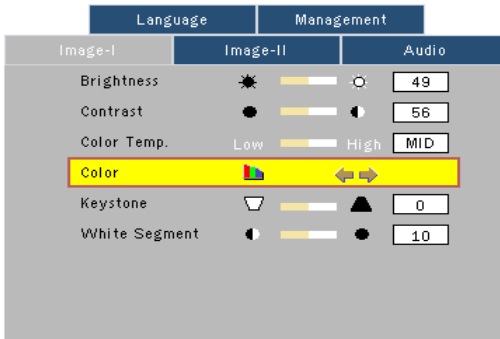 Language Management
Image-I Image-II Audio
Brightness 49
Contrast 56
Color Temp. Low High MID
Color
Keystone 0
White Segment 10